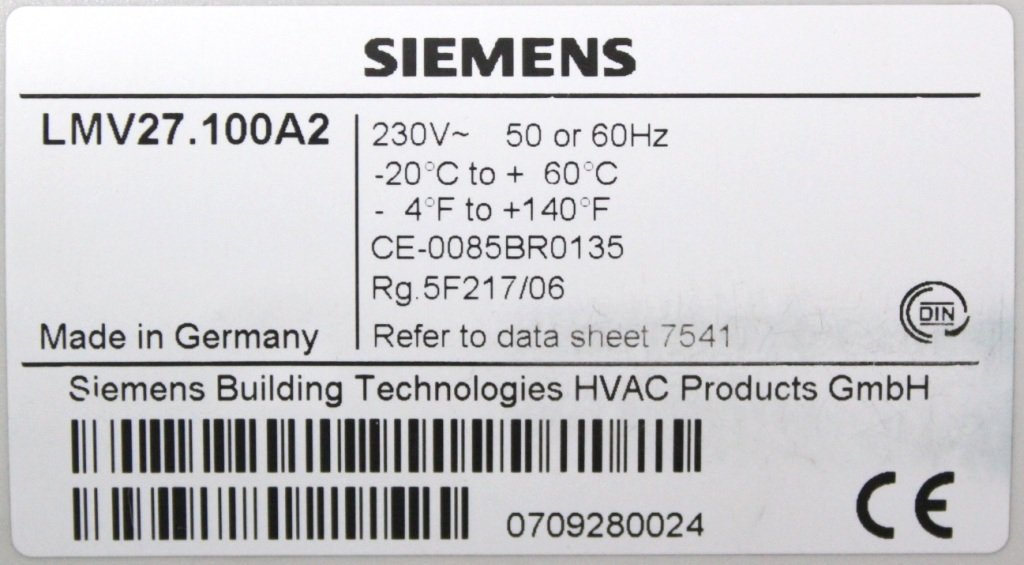 SIEMENS
LMV27.100A2
230V~ 50 or 60Hz
-20°C to + 60°C
- 4°F to +140°F
CE-0085BR0135
Rg.5F217/06
Made in Germany
Refer to data sheet 7541
DIN
Siemens Building Technologies HVAC Products GmbH
0709280024
CE